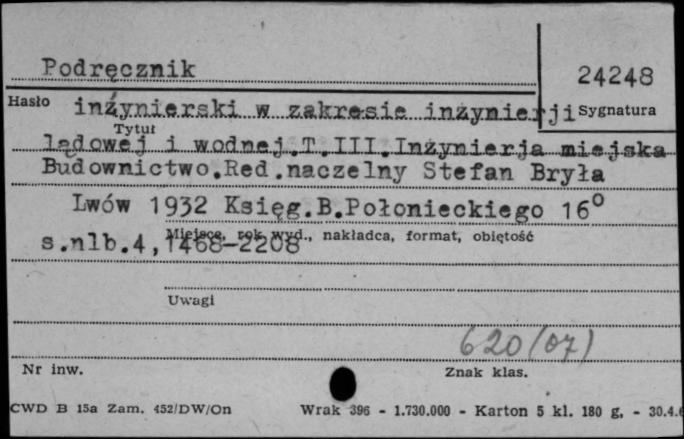 Podręcznik
24248
Hasło
inżynierski w zakresie inżynierji
Sygnatura
Tytuł
lądowej i wodnej.T.III.Inżynierja miejska
Budownictwo.Red.naczelny Stefan Bryła
Lwów 1932 Księg.B.Połonieckiego 16°
Miejsce, rok wyd., nakładca, format, objętość
s.nlb.4,1468-2208
Uwagi
620(07)
Nr inw.
Znak klas.
CWD B 15a Zam. 452/DW/On
Wrak 396 - 1.730.000 - Karton 5 kl. 180 g. - 30.4.